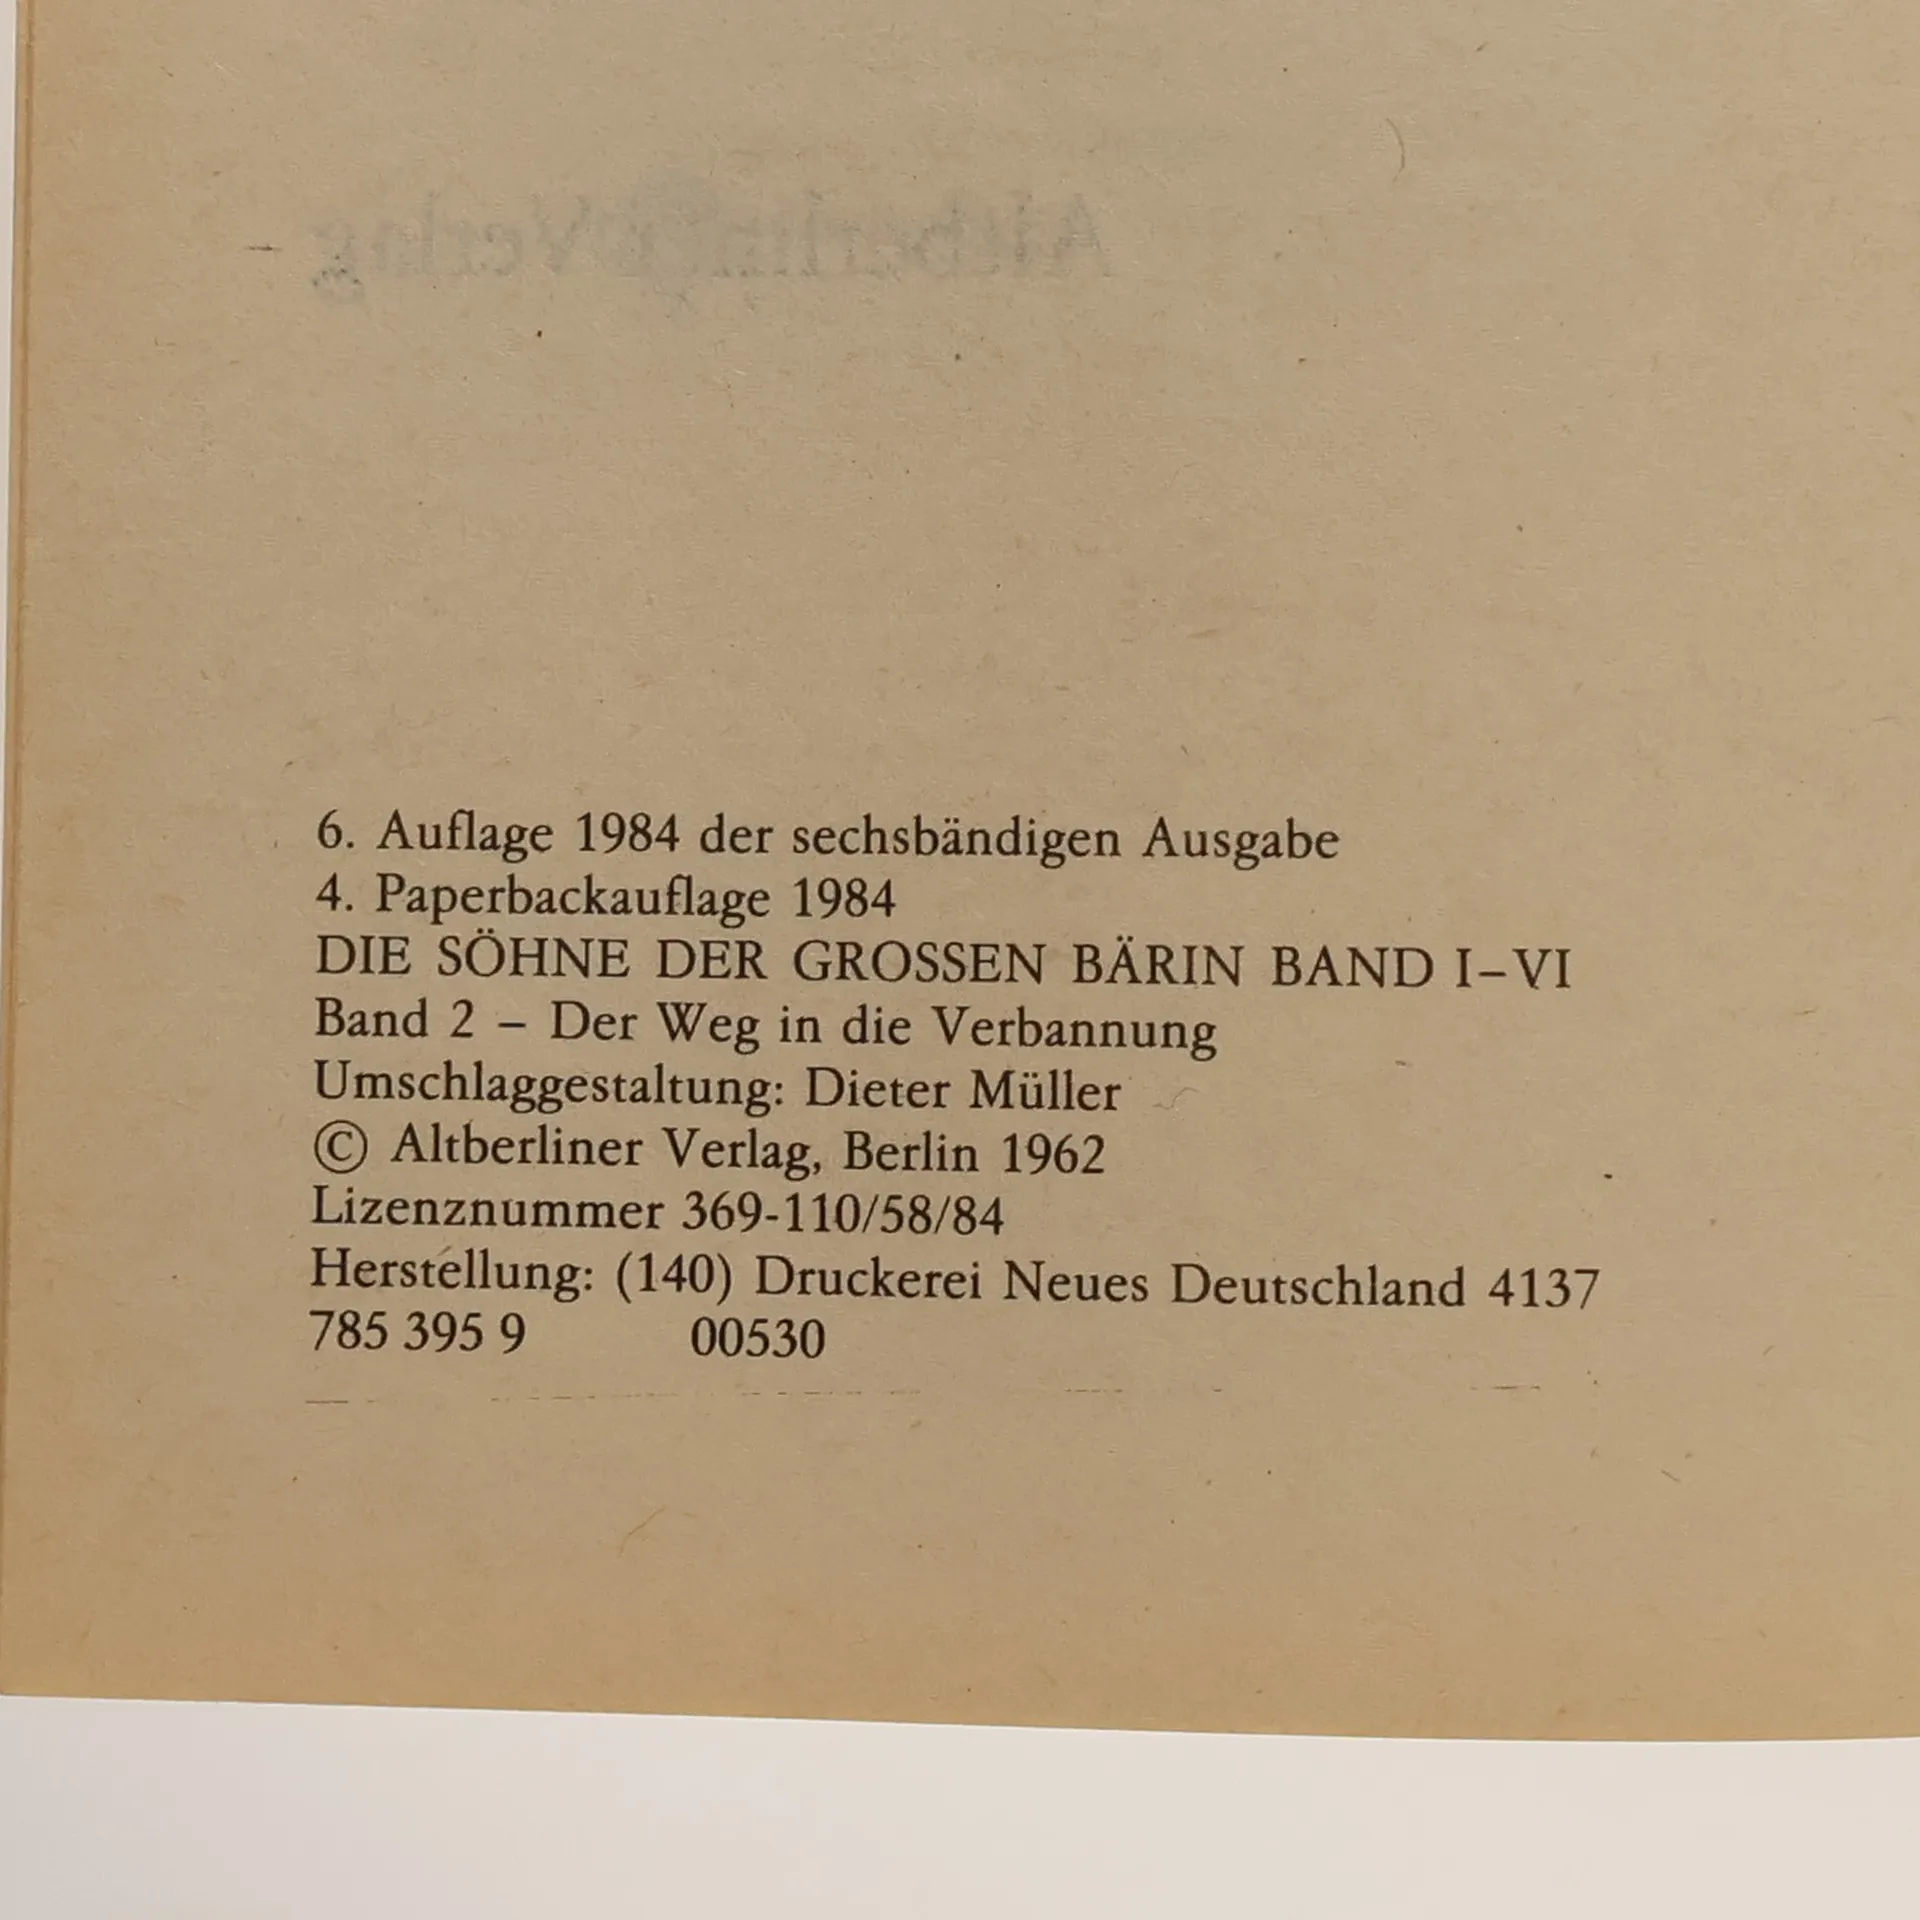 Altberliner Verlag
6. Auflage 1984 der sechsbändigen Ausgabe
4. Paperbackauflage 1984
DIE SÖHNE DER GROSSEN BÄRIN BAND I–VI
Band 2 – Der Weg in die Verbannung
Umschlaggestaltung: Dieter Müller
© Altberliner Verlag, Berlin 1962
Lizenznummer 369-110/58/84
Herstellung: (140) Druckerei Neues Deutschland 4137
785 395 9 00530